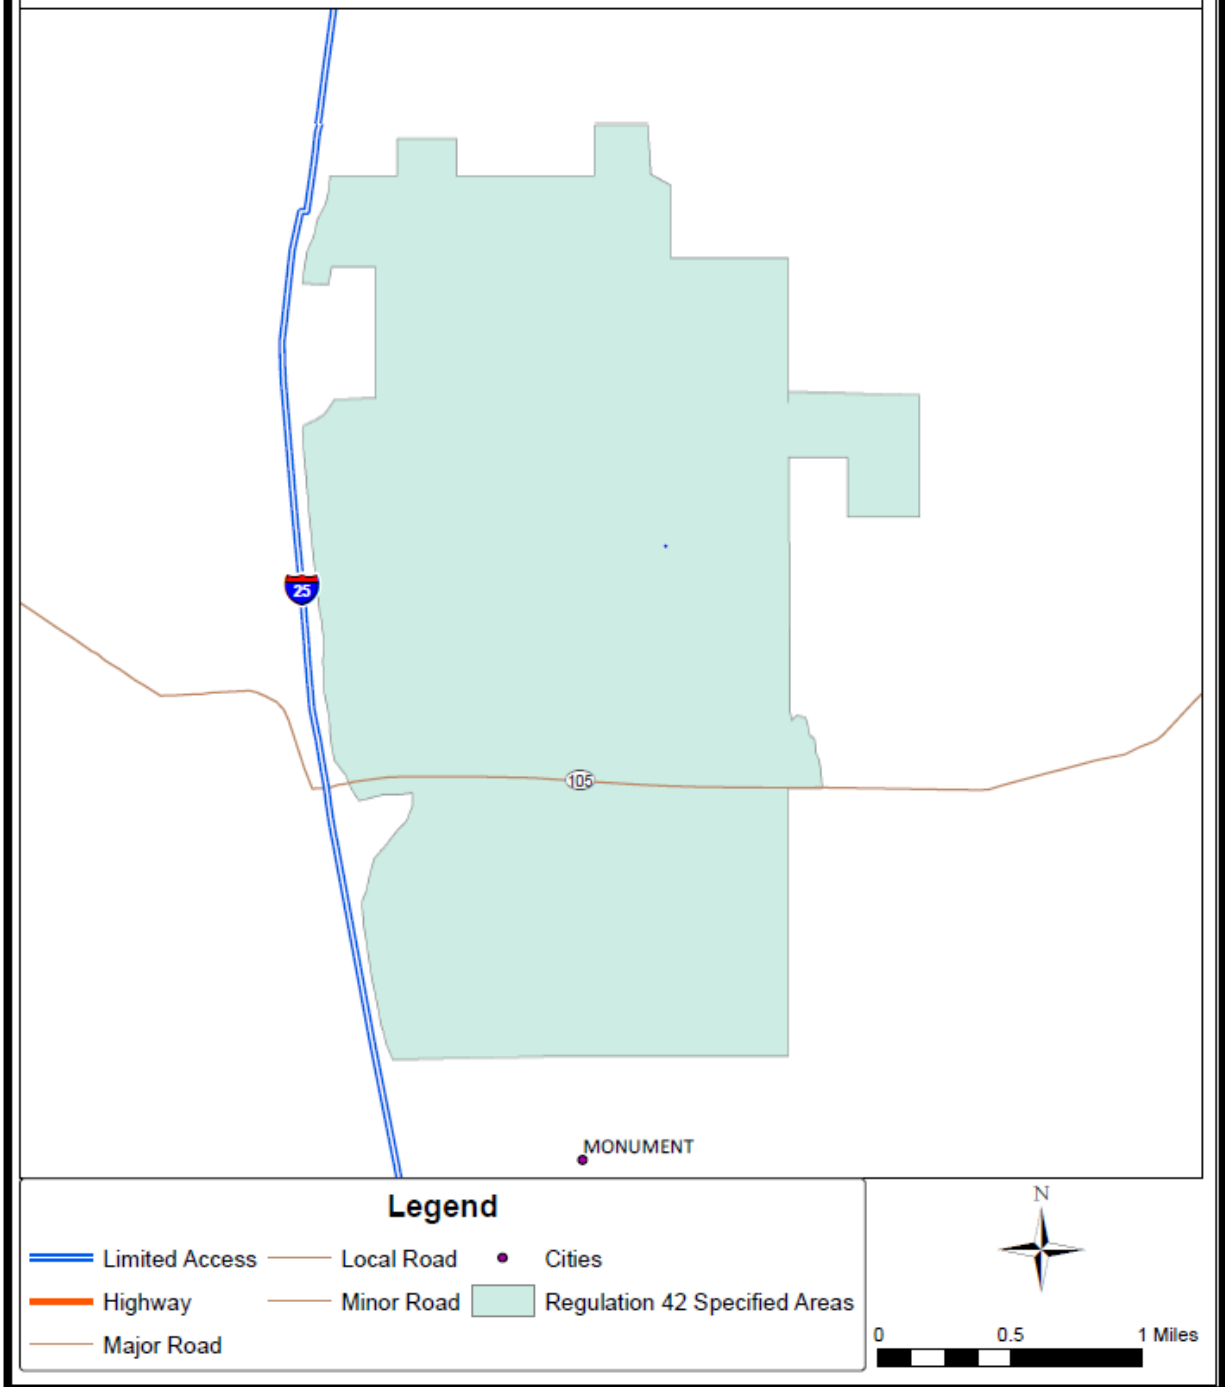 25
105
MONUMENT
Legend
Limited Access
Local Road
Cities
Highway
Minor Road
Regulation 42 Specified Areas
Major Road
N
0 0.5 1 Miles